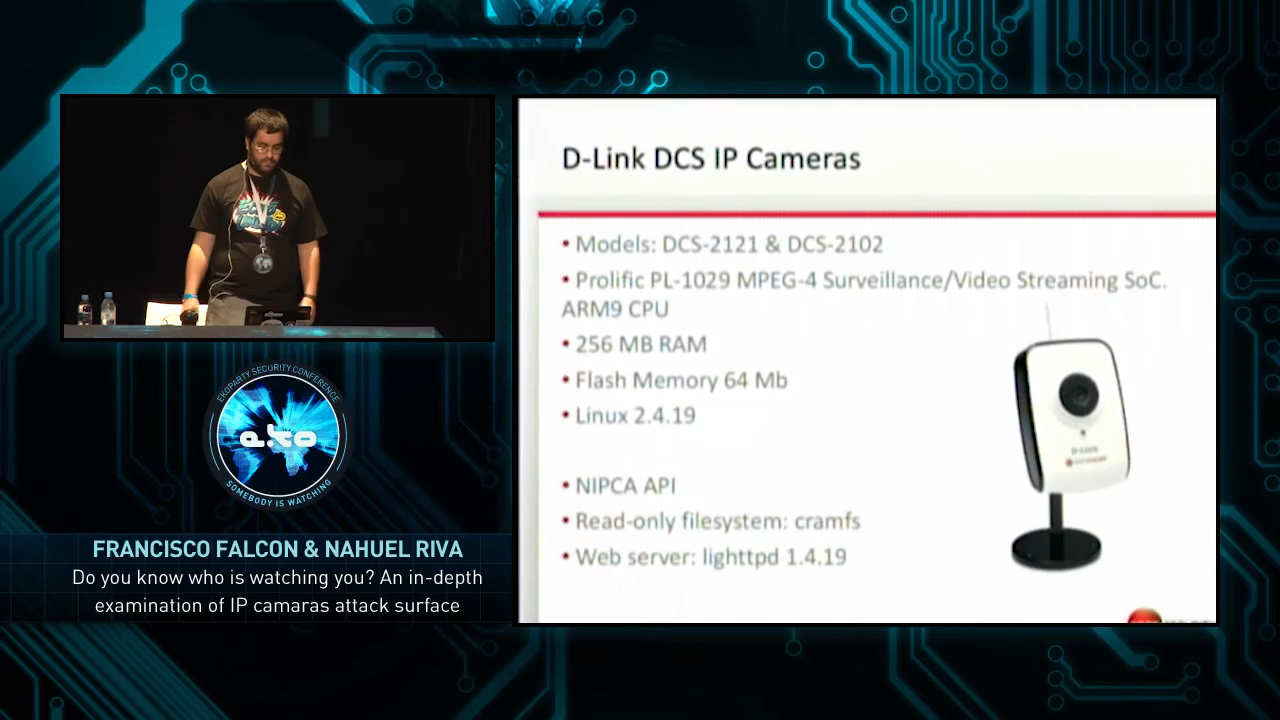 D-Link DCS IP Cameras
• Models: DCS-2121 & DCS-2102
• Prolific PL-1029 MPEG-4 Surveillance/Video Streaming SoC.
ARM9 CPU
• 256 MB RAM
• Flash Memory 64 Mb
• Linux 2.4.19
• NIPCA API
• Read-only filesystem: cramfs
• Web server: lighttpd 1.4.19
D-Link
EKOPARTY SECURITY CONFERENCE
eko
SOMEBODY IS WATCHING
FRANCISCO FALCON & NAHUEL RIVA
Do you know who is watching you? An in-depth
examination of IP camaras attack surface